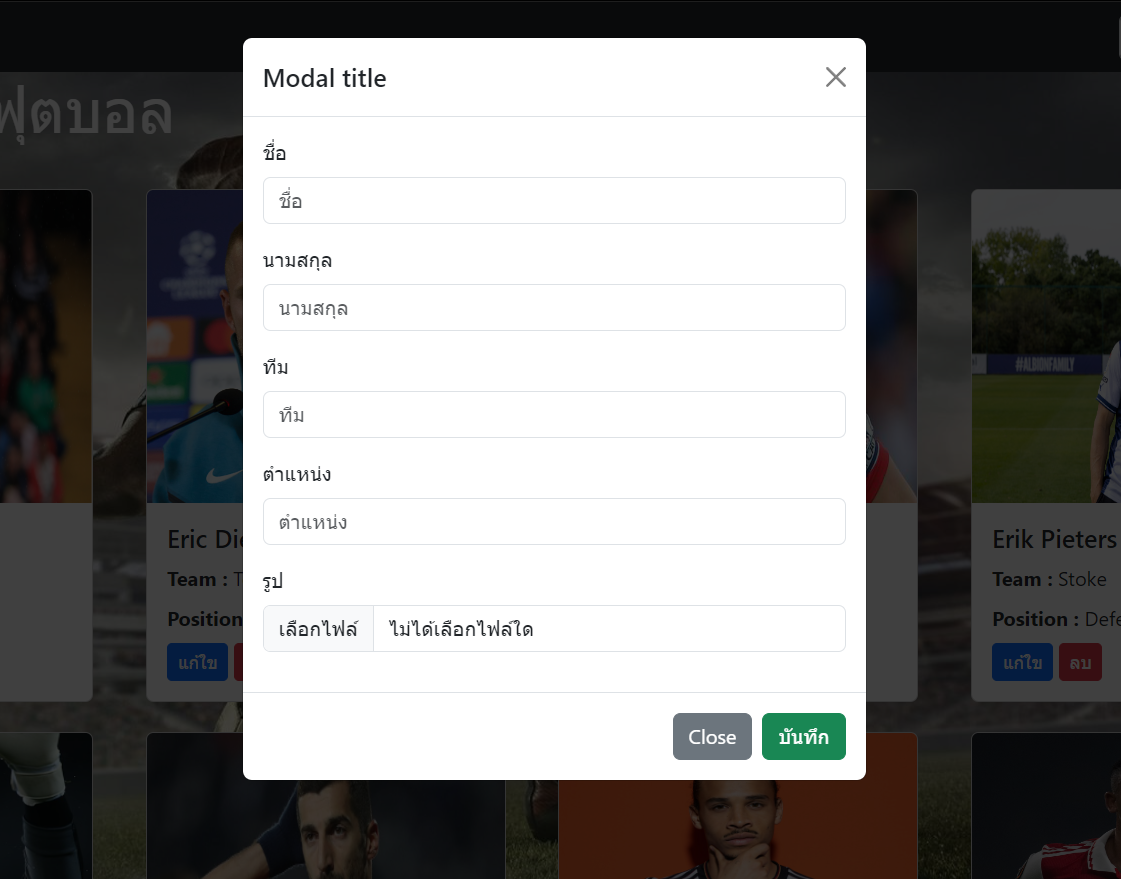 Modal title
ฟุตบอล
ชื่อ
ชื่อ
นามสกุล
นามสกุล
ทีม
ทีม
ตำแหน่ง
ตำแหน่ง
รูป
เลือกไฟล์ ไม่ได้เลือกไฟล์ใด
Close บันทึก
#ALBIONFAMILY
Eric Die
Team : T
Position
แก้ไข
Erik Pieters
Team : Stoke
Position : Defe
แก้ไข ลบ